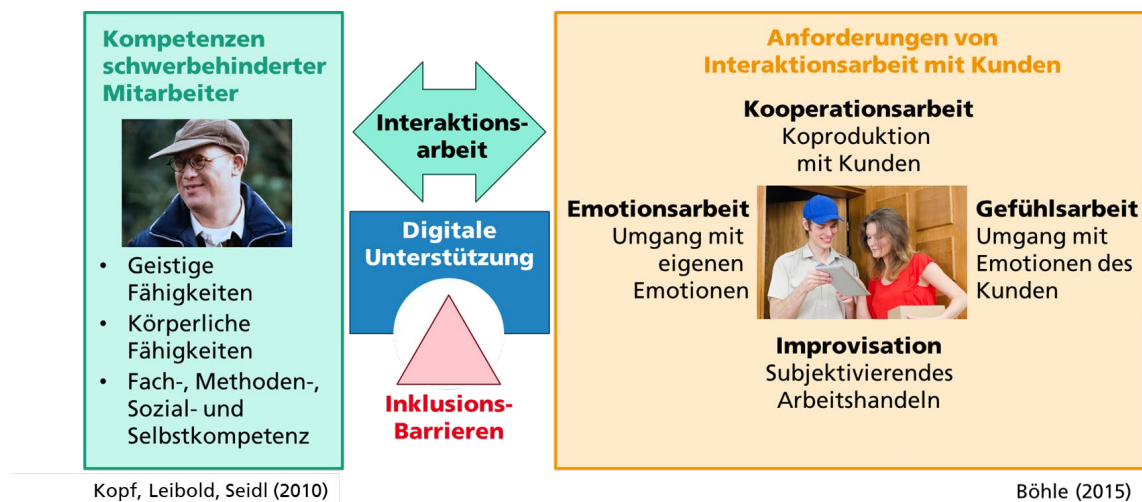 Kompetenzen
schwerbehinderter
Mitarbeiter
• Geistige
Fähigkeiten
• Körperliche
Fähigkeiten
• Fach-, Methoden-,
Sozial- und
Selbstkompetenz
Kopf, Leibold, Seidl (2010)
Interaktions-
arbeit
Digitale
Unterstützung
Inklusions-
Barrieren
Anforderungen von
Interaktionsarbeit mit Kunden
Kooperationsarbeit
Koproduktion
mit Kunden
Emotionsarbeit
Umgang mit
eigenen
Emotionen
Gefühlsarbeit
Umgang mit
Emotionen des
Kunden
Improvisation
Subjektivierendes
Arbeitshandeln
Böhle (2015)